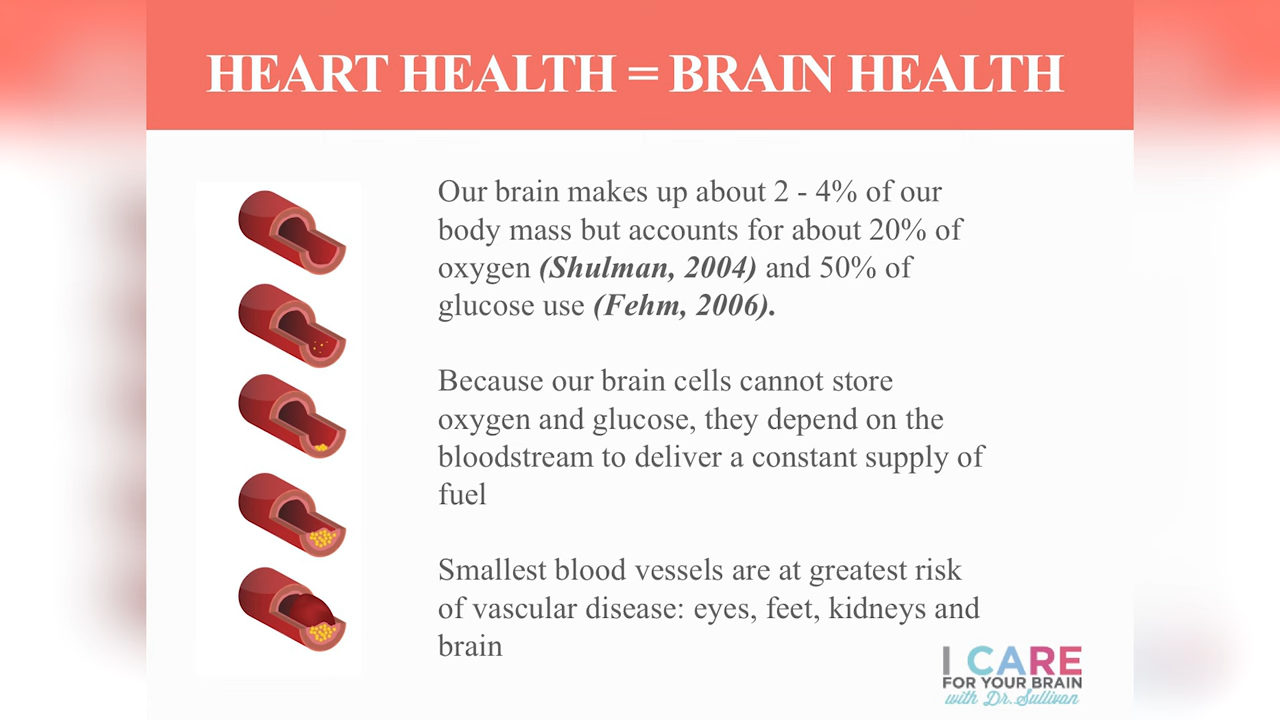 HEART HEALTH = BRAIN HEALTH
Our brain makes up about 2 - 4% of our
body mass but accounts for about 20% of
oxygen (Shulman, 2004) and 50% of
glucose use (Fehm, 2006).
Because our brain cells cannot store
oxygen and glucose, they depend on the
bloodstream to deliver a constant supply of
fuel
Smallest blood vessels are at greatest risk
of vascular disease: eyes, feet, kidneys and
brain
I CARE
FOR YOUR BRAIN
with Dr. Sullivan